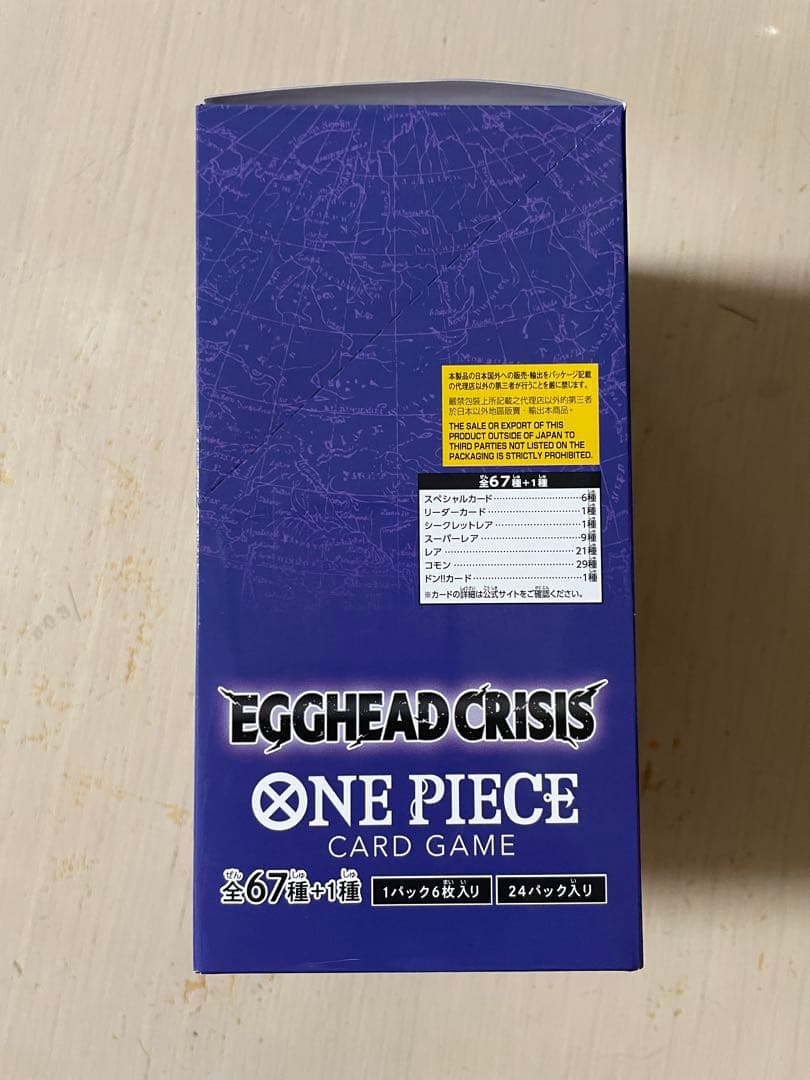 本製品の日本国外への販売・輸出をパッケージ記載
の代理店以外の第三者が行うことを厳に禁じます。
嚴禁包裝上所記載之代理店以外的第三者
於日本以外地區販賣・輸出本商品。
THE SALE OR EXPORT OF THIS
PRODUCT OUTSIDE OF JAPAN TO
THIRD PARTIES NOT LISTED ON THE
PACKAGING IS STRICTLY PROHIBITED.
全67種+1種
スペシャルカード……………………6種
リーダーカード………………………1種
シークレットレア……………………1種
スーパーレア…………………………9種
レア……………………………………21種
コモン…………………………………29種
ドン!!カード…………………………1種
※カードの詳細は公式サイトをご確認ください。
EGGHEAD CRISIS
ONE PIECE
CARD GAME
全67種+1種 1パック6枚入り 24パック入り